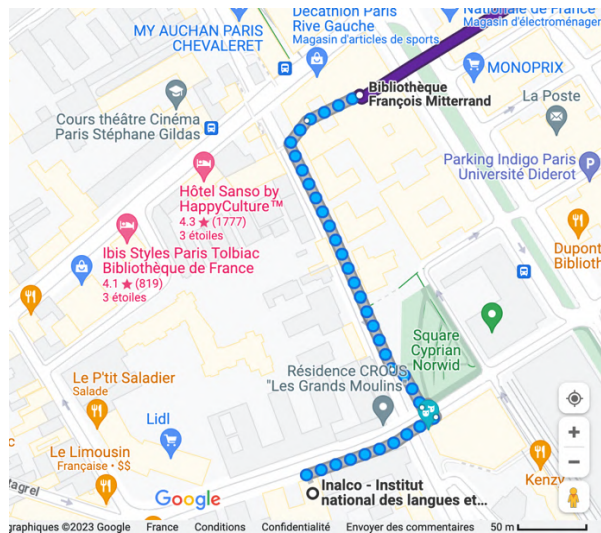 Décathlon Paris
Rive Gauche
Magasin d'articles de sports
Nationale de France
Magasin d'électroménager
MY AUCHAN PARIS
CHEVALERET
MONOPRIX
Bibliothèque
François Mitterrand
La Poste
Cours théâtre Cinéma
Paris Stéphane Gildas
Parking Indigo Paris
Université Diderot
Hôtel Sanso by
HappyCulture™
4.3 ★ (1777)
3 étoiles
Ibis Styles Paris Tolbiac
Bibliothèque de France
4.1 ★ (819)
3 étoiles
Dupont
Biblioth
Square
Cyprian
Norwid
Résidence CROUS
"Les Grands Moulins"
Le P'tit Saladier
Salade
Lidl
Le Limousin
Française • $$
Kenzy
Inalco - Institut
national des langues et...
tagrel
Google
graphiques ©2023 Google France Conditions Confidentialité Envoyer des commentaires 50 m